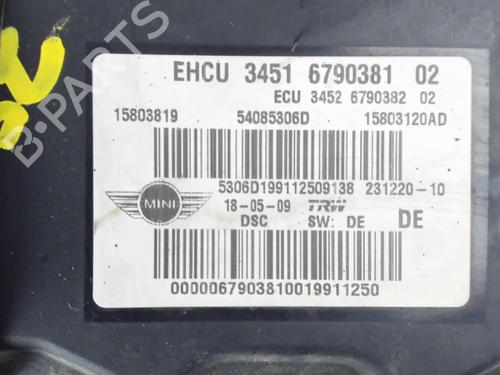 EHCU 3451 6790381 02
ECU 3452 6790382 02
15803819 54085306D 15803120AD
5306D199112509138 231220-10
MINI 18-05-09 TRW
DSC SW: DE DE
0000067903810019911250
B-PARTS